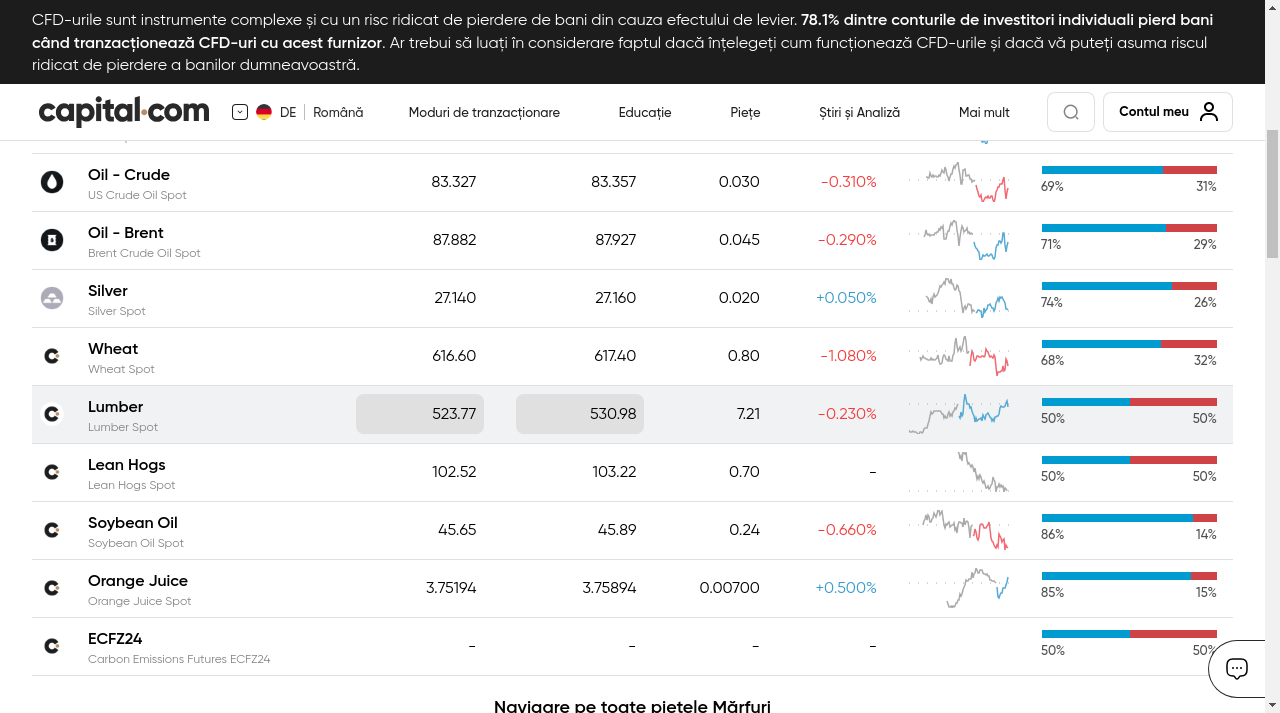 CFD-urile sunt instrumente complexe și cu un risc ridicat de pierdere de bani din cauza efectului de levier. 78.1% dintre conturile de investitori individuali pierd bani
când tranzacționează CFD-uri cu acest furnizor. Ar trebui să luați în considerare faptul dacă înțelegeți cum funcționează CFD-urile și dacă vă puteți asuma riscul
ridicat de pierdere a banilor dumneavoastră.
capital.com DE Română Moduri de tranzacționare Educație Piețe Știri și Analiză Mai mult Contul meu
Oil - Crude 83.327 83.357 0.030 -0.310%
US Crude Oil Spot 69% 31%
Oil - Brent 87.882 87.927 0.045 -0.290%
Brent Crude Oil Spot 71% 29%
Silver 27.140 27.160 0.020 +0.050%
Silver Spot 74% 26%
Wheat 616.60 617.40 0.80 -1.080%
Wheat Spot 68% 32%
Lumber 523.77 530.98 7.21 -0.230%
Lumber Spot 50% 50%
Lean Hogs 102.52 103.22 0.70 -
Lean Hogs Spot 50% 50%
Soybean Oil 45.65 45.89 0.24 -0.660%
Soybean Oil Spot 86% 14%
Orange Juice 3.75194 3.75894 0.00700 +0.500%
Orange Juice Spot 85% 15%
ECFZ24 - - - -
Carbon Emissions Futures ECFZ24 50% 50%
Navigare pe toate piețele Mărfuri